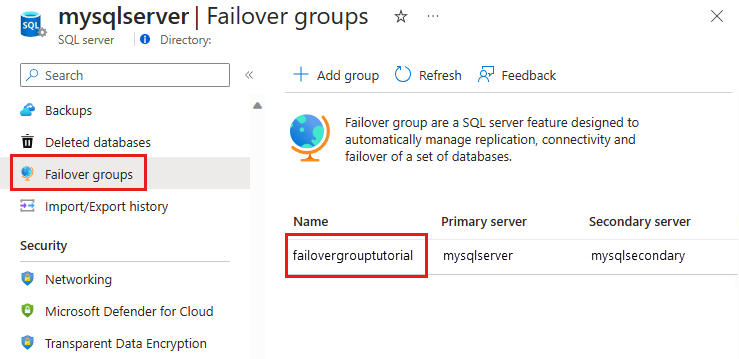 mysqlserver | Failover groups
SQL
SQL server
Directory:
Search
Backups
Deleted databases
Failover groups
Import/Export history
Security
Networking
Microsoft Defender for Cloud
Transparent Data Encryption
Add group
Refresh
Feedback
Failover group are a SQL server feature designed to
automatically manage replication, connectivity and
failover of a set of databases.
Name Primary server Secondary server
failovergrouptutorial mysqlserver mysqlsecondary